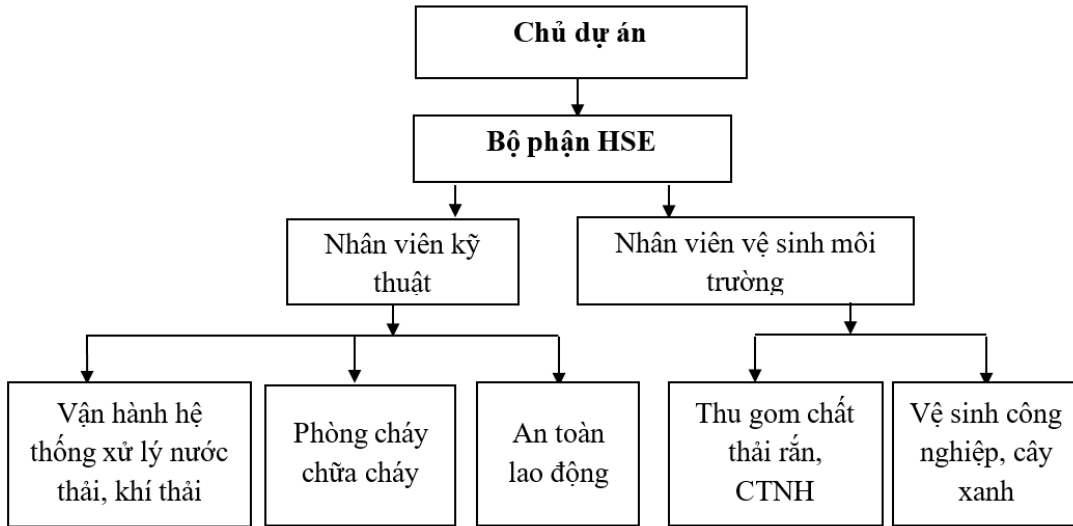 Chủ dự án
Bộ phận HSE
Nhân viên kỹ
thuật
Nhân viên vệ sinh môi
trường
Vận hành hệ
thống xử lý nước
thải, khí thải
Phòng cháy
chữa cháy
An toàn
lao động
Thu gom chất
thải rắn,
CTNH
Vệ sinh công
nghiệp, cây
xanh